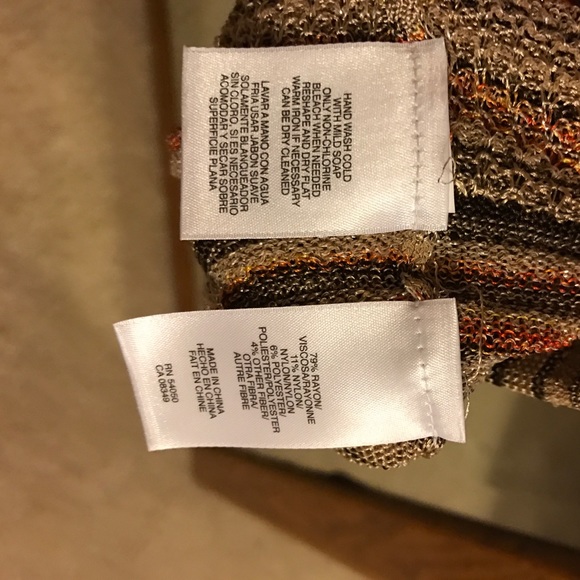 HAND WASH COLD
WITH MILD SOAP
ONLY NON-CHLORINE
BLEACH WHEN NEEDED
RESHAPE AND DRY FLAT
WARM IRON IF NECESSARY
CAN BE DRY CLEANED
LAVAR A MANO CON AGUA
FRIA USAR JABON SUAVE
SOLAMENTE BLANQUEADOR
SIN CLORO, SI ES NECESARIO
ACOMODAR Y SECAR SOBRE
SUPERFICIE PLANA
79% RAYON/
VISCOSA/RAYONNE
11% NYLON/
NYLON/NYLON
6% POLYESTER/
POLIESTER/POLYESTER
4% OTHER FIBER/
OTRA FIBRA/
AUTRE FIBRE
MADE IN CHINA
HECHO EN CHINA
FAIT EN CHINE
RN 54050
CA 08349